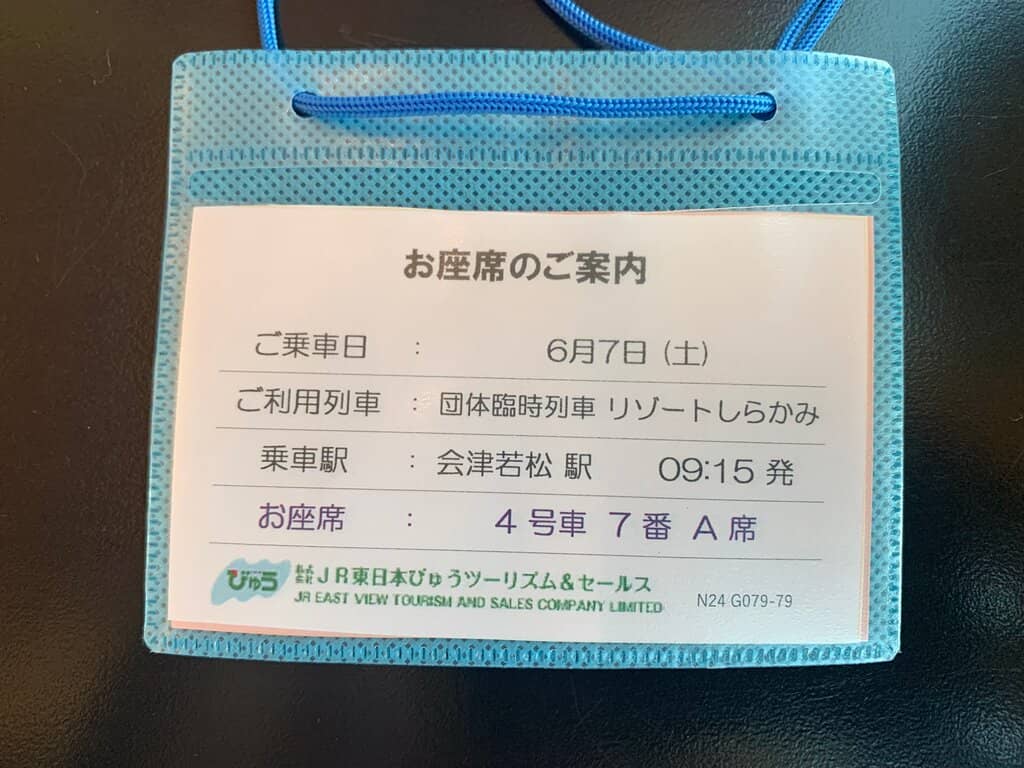 お座席のご案内
ご乗車日 : 6月7日 (土)
ご利用列車 : 団体臨時列車 リゾートしらかみ
乗車駅 : 会津若松 駅 09:15 発
お座席 : 4 号車 7 番 A 席
びゅう 株式会社 JR東日本びゅうツーリズム&セールス
JR EAST VIEW TOURISM AND SALES COMPANY LIMITED N24 G079-79